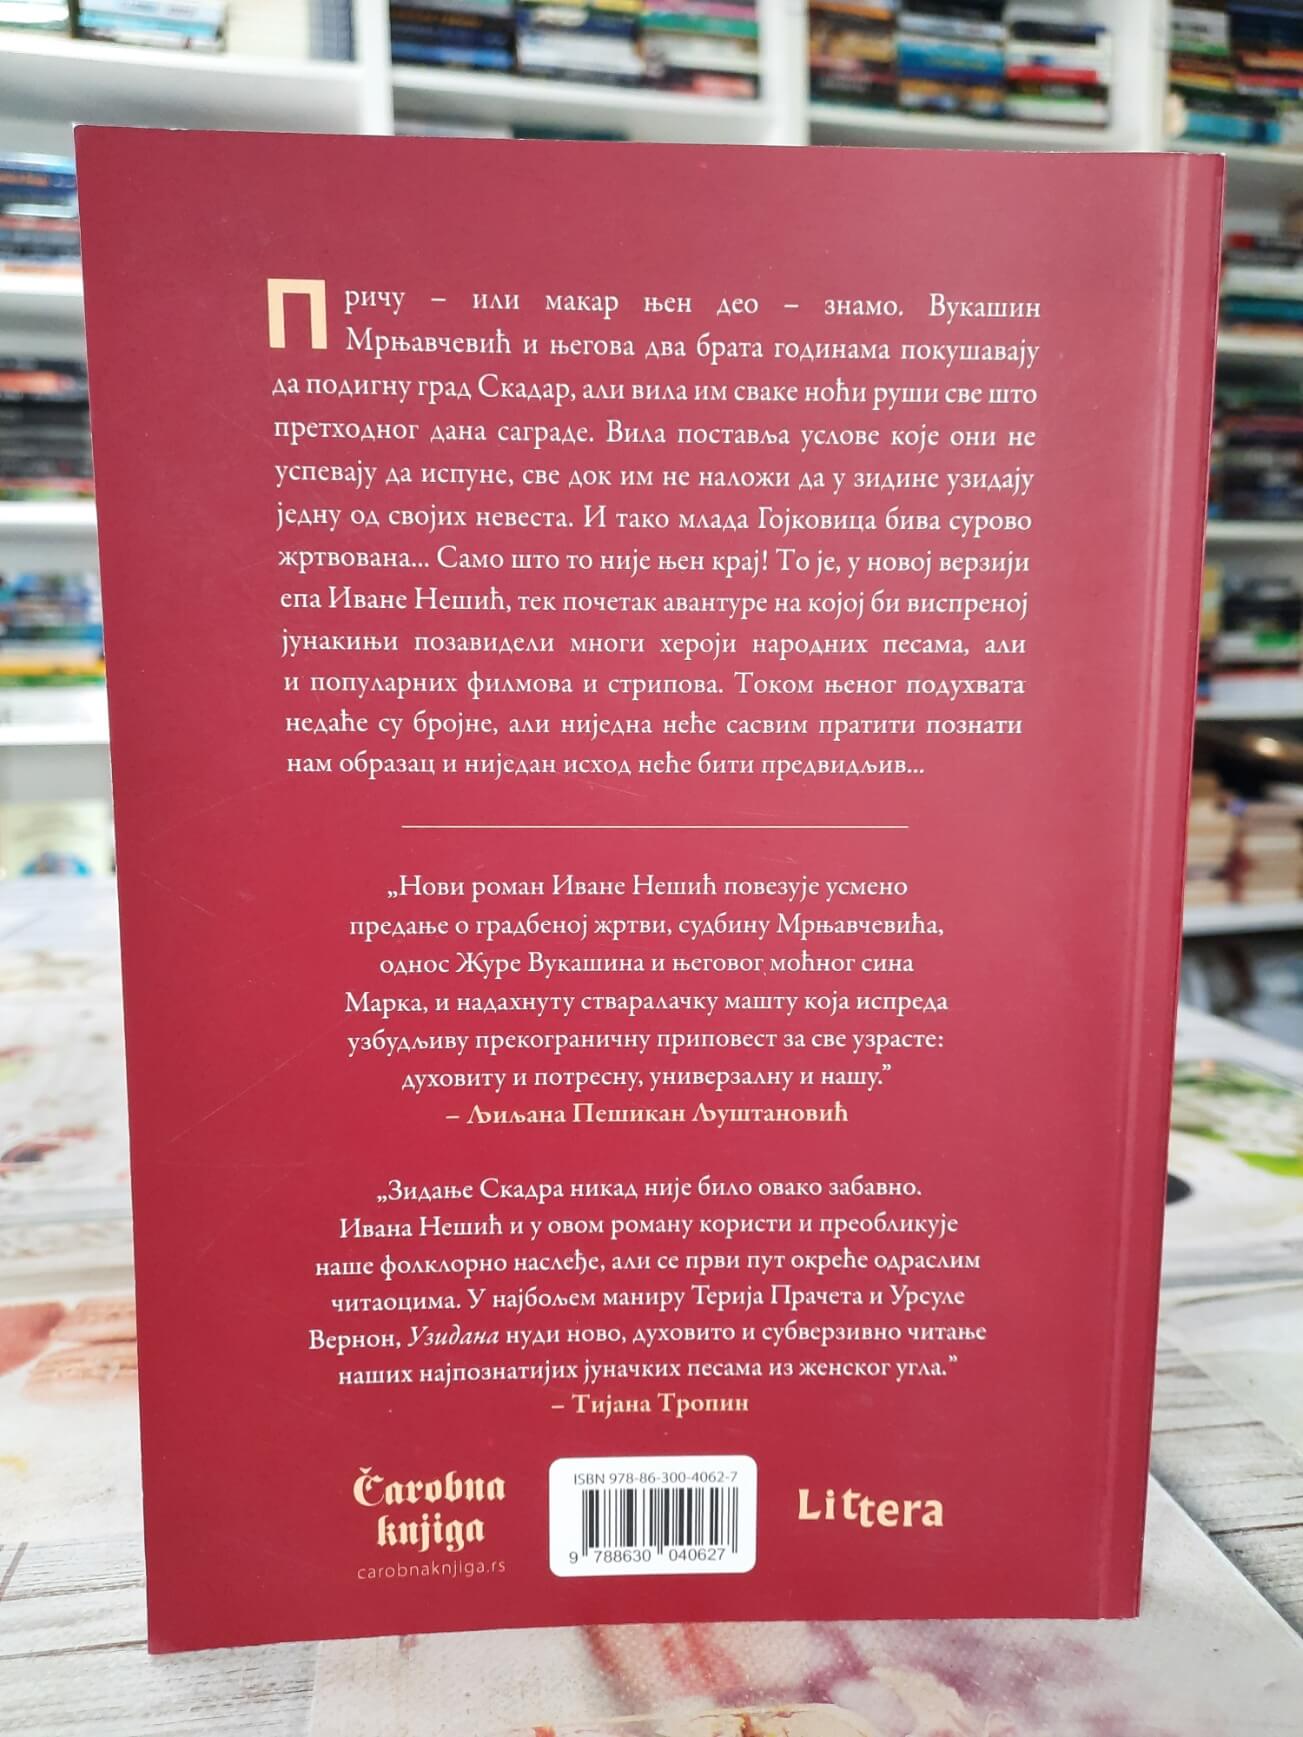 Причу – или макар њен део – знамо. Вукашин
Мрњавчевић и његова два брата годинама покушавају
да подигну град Скадар, али вила им сваке ноћи руши све што
претходног дана саграде. Вила поставља услове које они не
успевају да испуне, све док им не наложи да у зидине узидају
једну од својих невеста. И тако млада Гојковица бива сурово
жртвована... Само што то није њен крај! То је, у новој верзији
епа Иване Нешић, тек почетак авантуре на којој би виспреној
јунакињи позавидели многи хероји народних песама, али
и популарних филмова и стрипова. Током њеног подухвата
недаће су бројне, али ниједна неће сасвим пратити познати
нам образац и ниједан исход неће бити предвидљив...
„Нови роман Иване Нешић повезује усмено
предање о градбеној жртви, судбину Мрњавчевића,
однос Журе Вукашина и његовог моћног сина
Марка, и надахнуту стваралачку машту која испреда
узбудљиву прекограничну приповест за све узрасте:
духовиту и потресну, универзалну и нашу.”
– Љиљана Пешикан Љуштановић
„Зидање Скадра никад није било овако забавно.
Ивана Нешић и у овом роману користи и преобликује
наше фолклорно наслеђе, али се први пут окреће одраслим
читаоцима. У најбољем маниру Терија Прачета и Урсуле
Вернон, Узидана нуди ново, духовито и субверзивно читање
наших најпознатијих јуначких песама из женског угла.”
– Тијана Тропин
Čarobna
knjiga
carobnaknjiga.rs
ISBN 978-86-300-4062-7
9 788630 040627
Littera